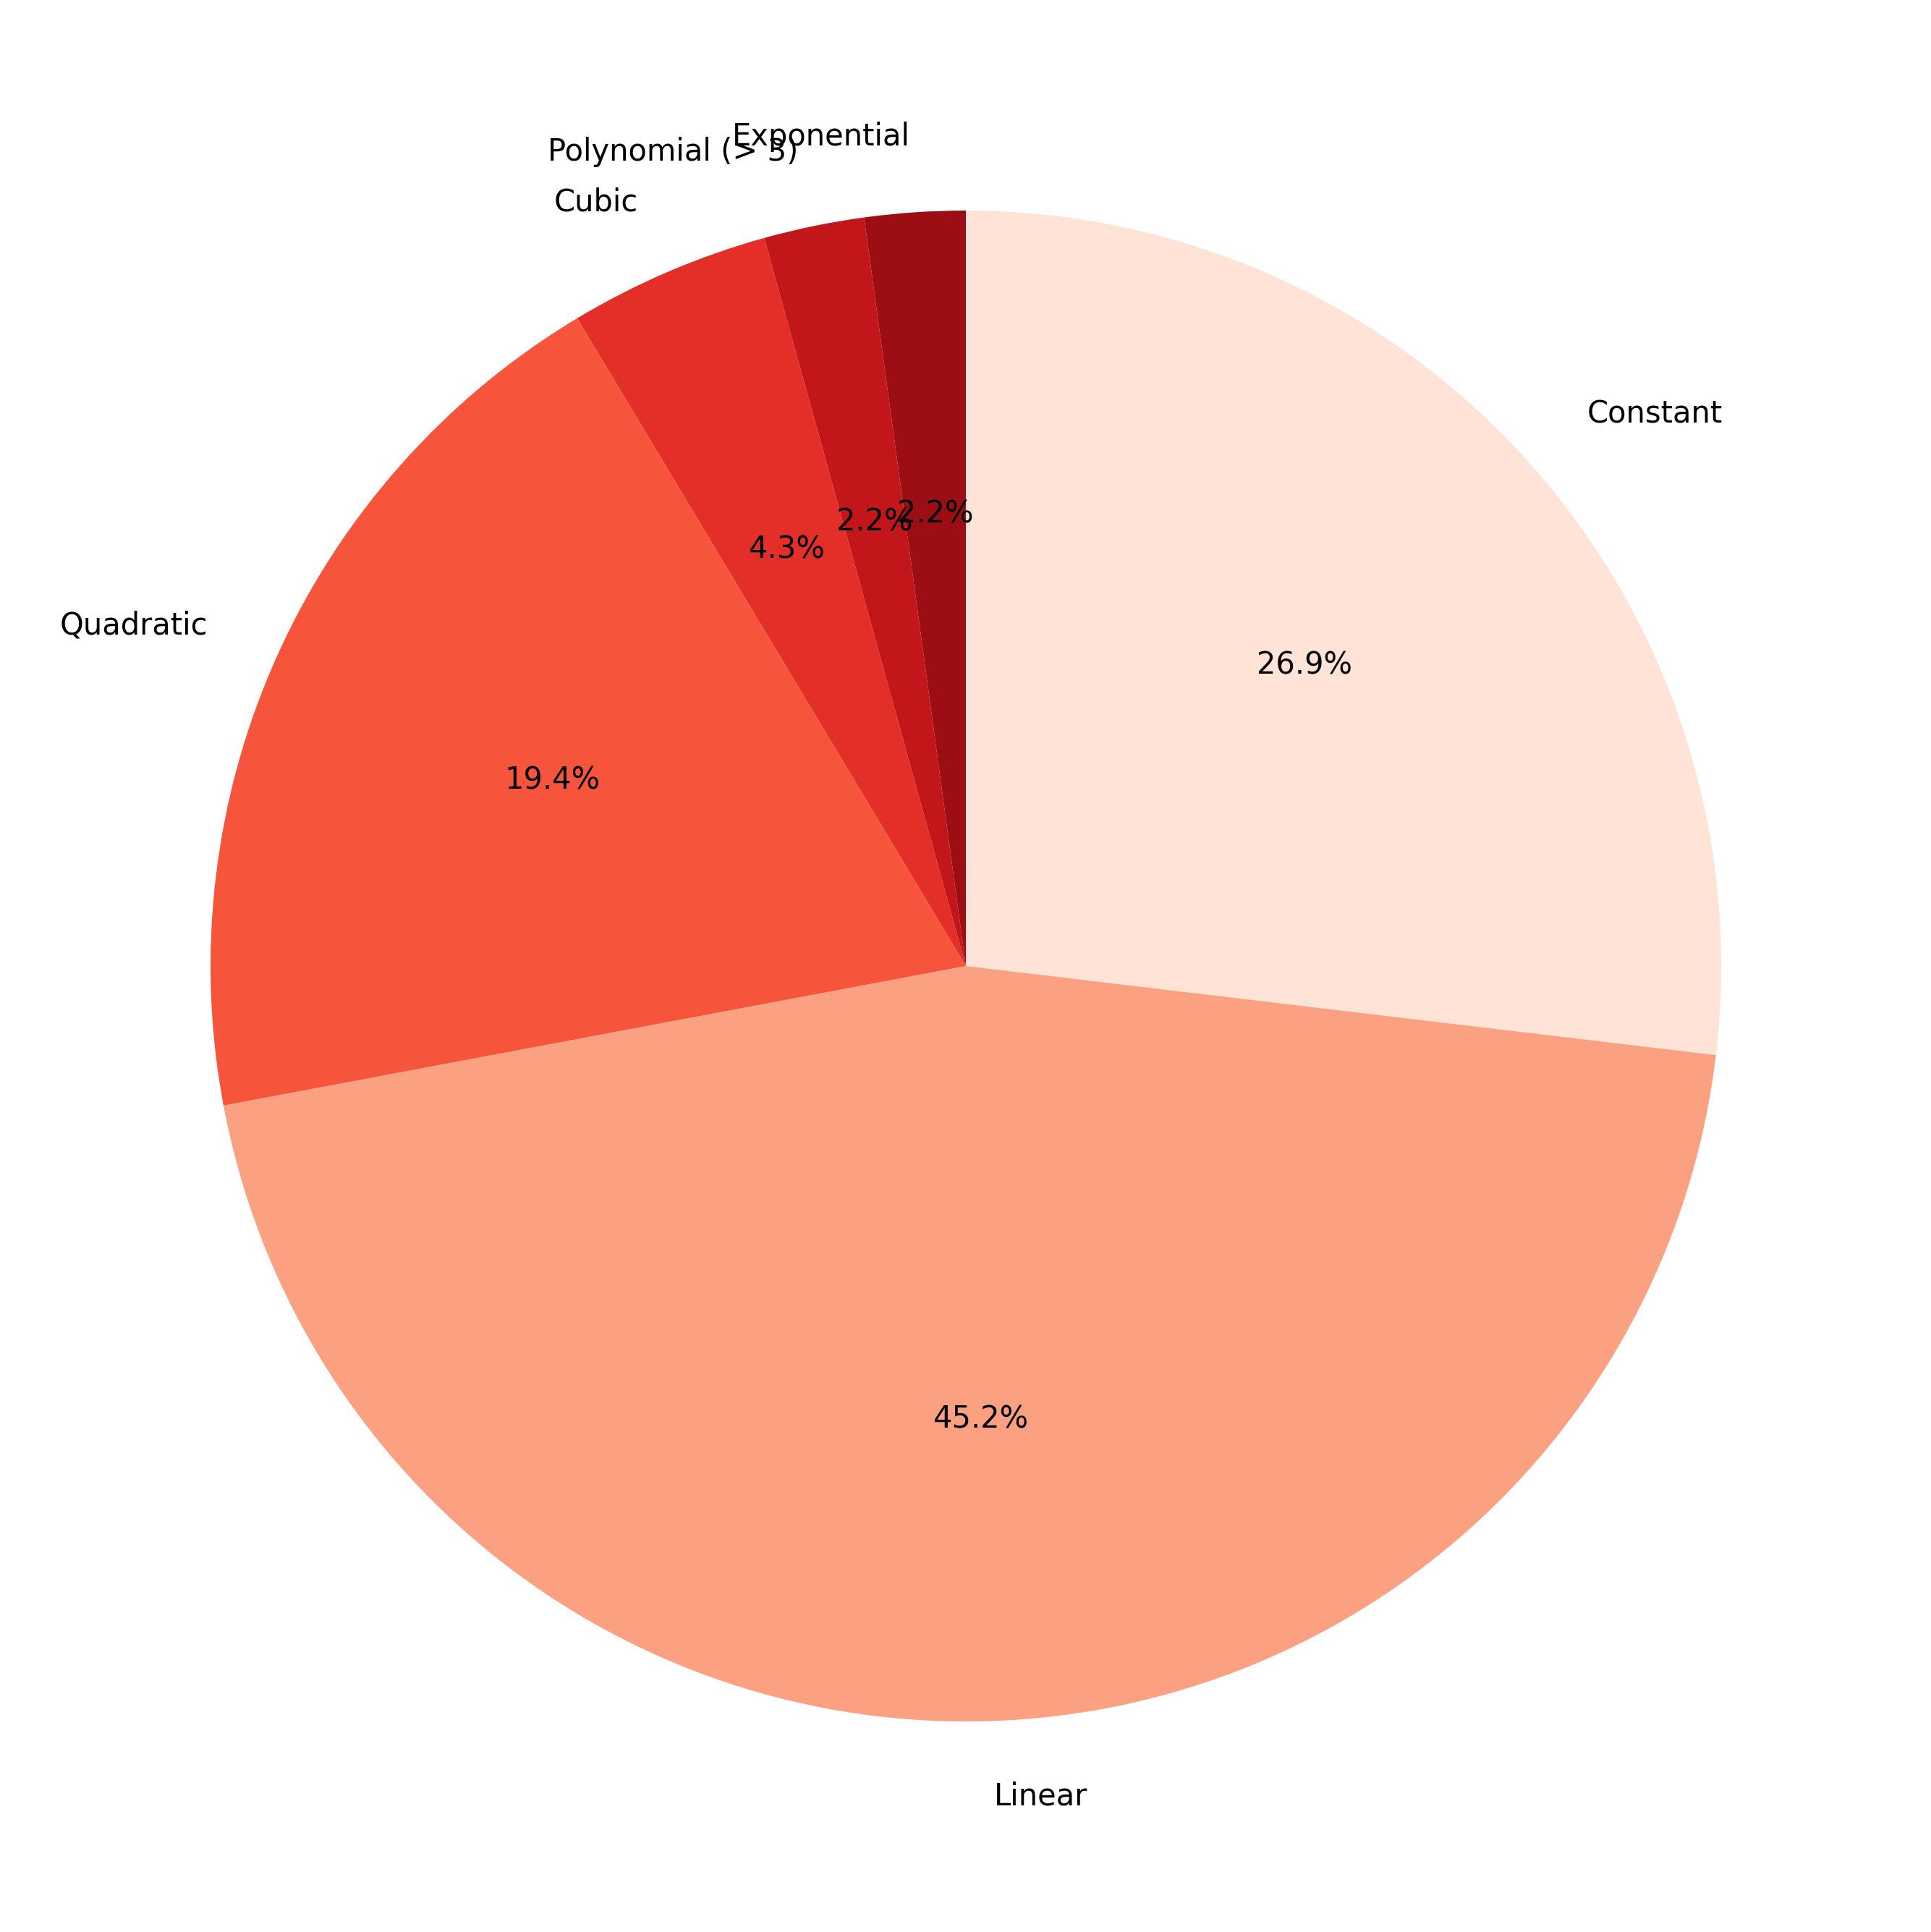 Exponential
Polynomial (> 3)
Cubic
Constant
2.2%
2.2%
4.3%
Quadratic
26.9%
19.4%
45.2%
Linear